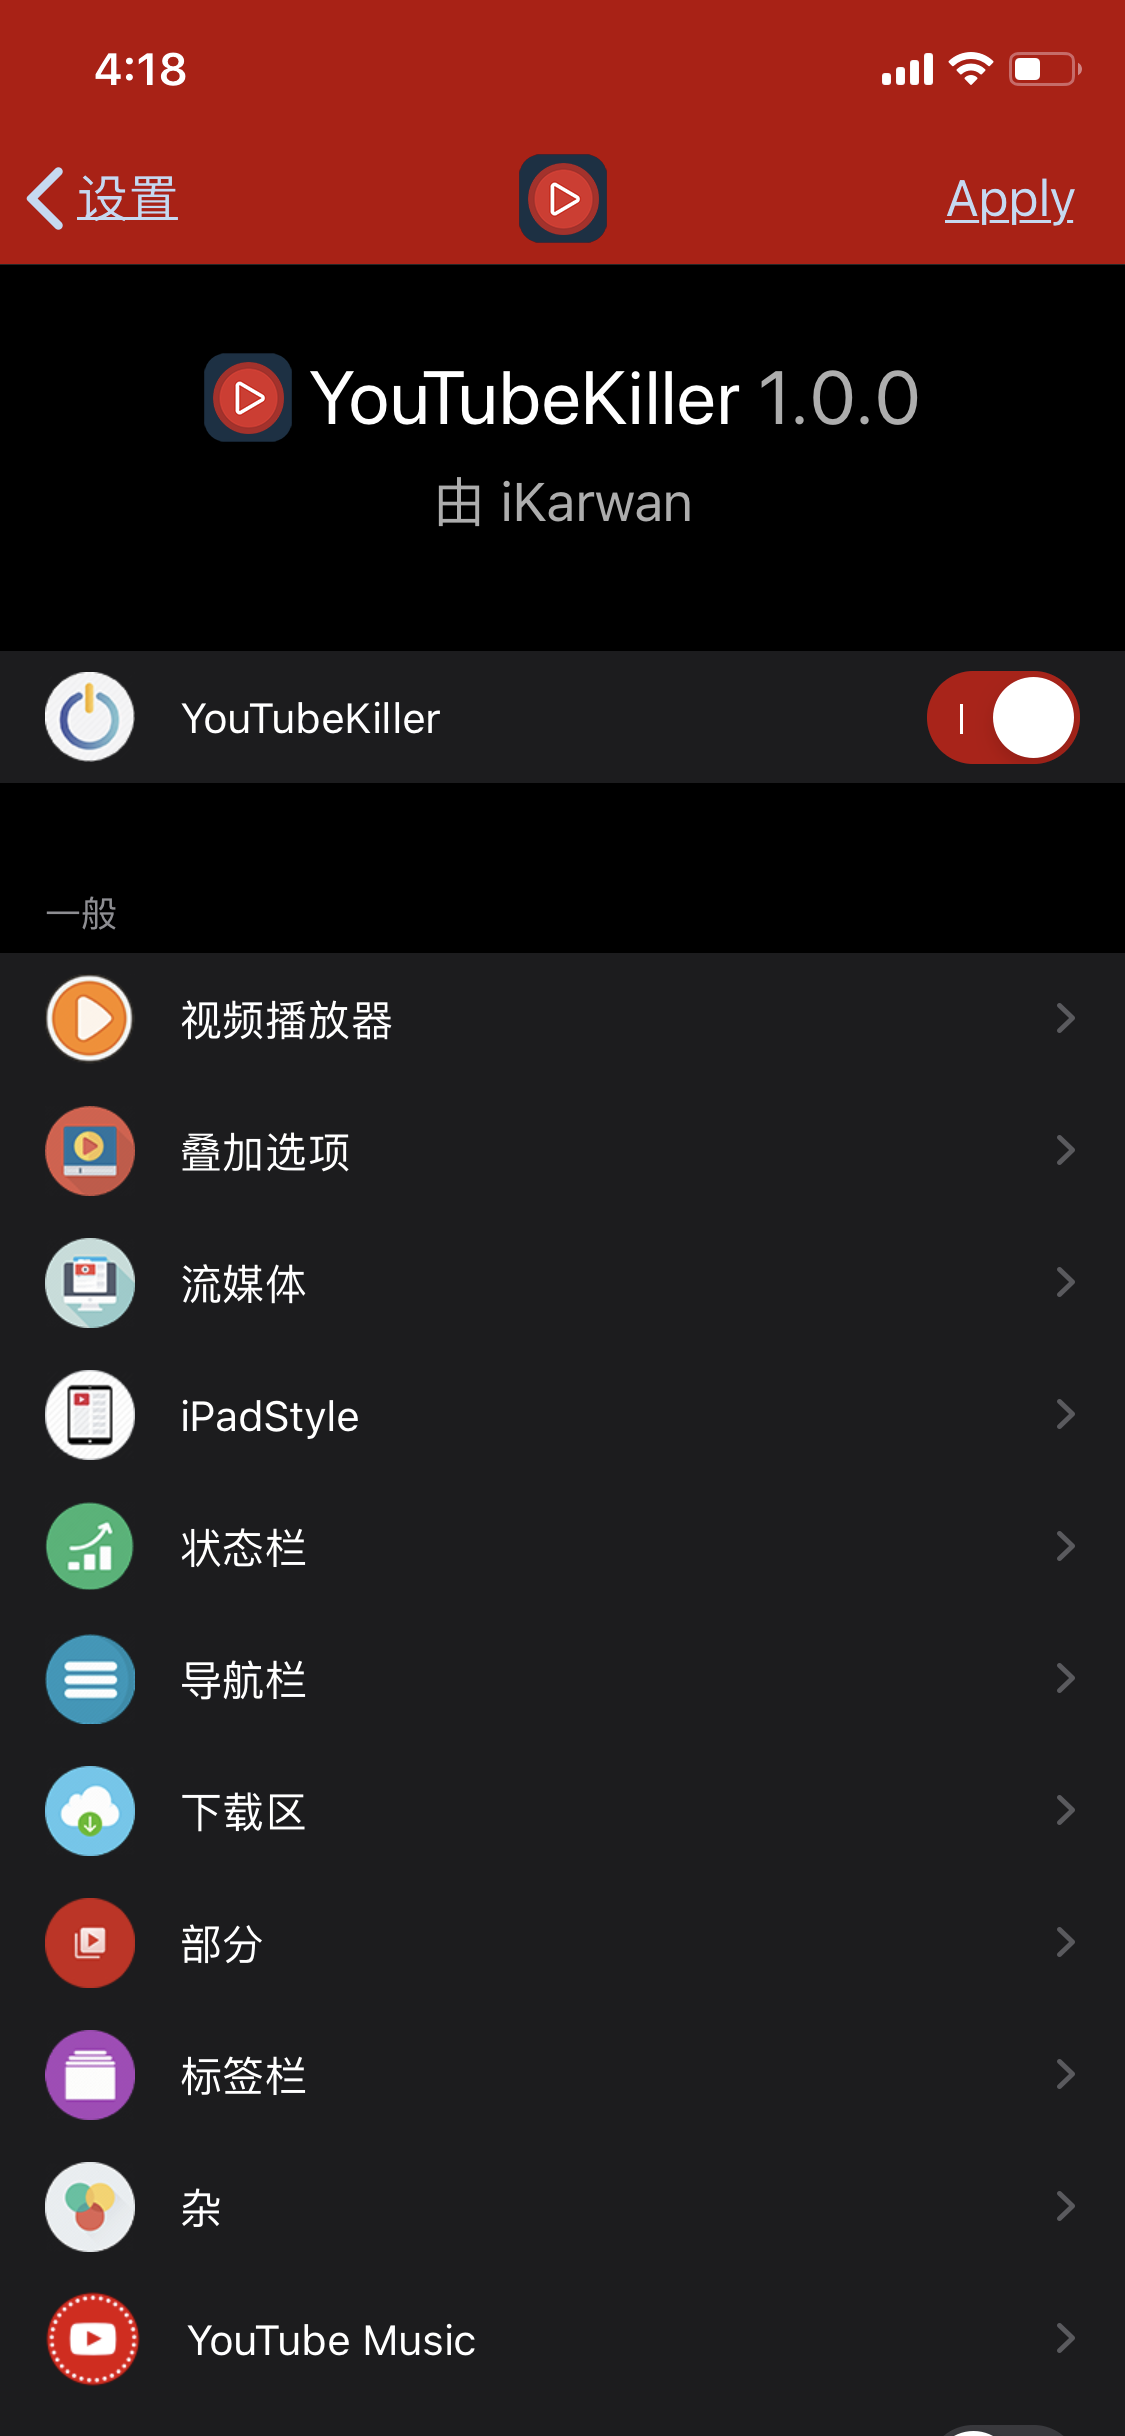 4:18
设置
Apply
YouTubeKiller 1.0.0
由 iKarwan
YouTubeKiller
一般
视频播放器
叠加选项
流媒体
iPadStyle
状态栏
导航栏
下载区
部分
标签栏
杂
YouTube Music